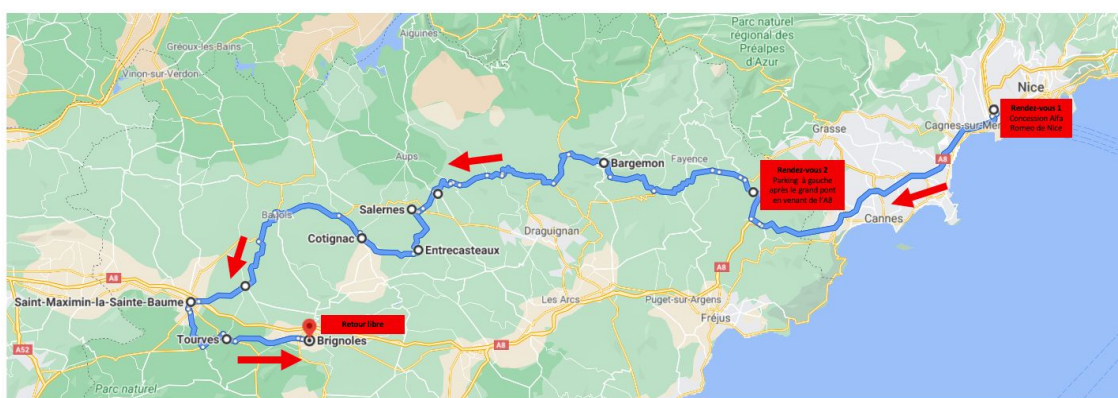 Parc naturel
régional des
Préalpes
d'Azur
Aiguines
Gréoux-les-Bains
Vinon-sur-Verdon
Nice
Rendez-vous 1
Concession Alfa
Romeo de Nice
Cagnes-sur-Mer
Grasse
Aups
Bargemon
Fayence
A8
Rendez-vous 2
Parking à gauche
après le grand pont
en venant de l'A8
Cannes
Salernes
Barjols
Cotignac
Entrecasteaux
Draguignan
A8
A8
Saint-Maximin-la-Sainte-Baume
Les Arcs
Puget-sur-Argens
Fréjus
Retour libre
Tourves
Brignoles
A8
A52
Parc naturel